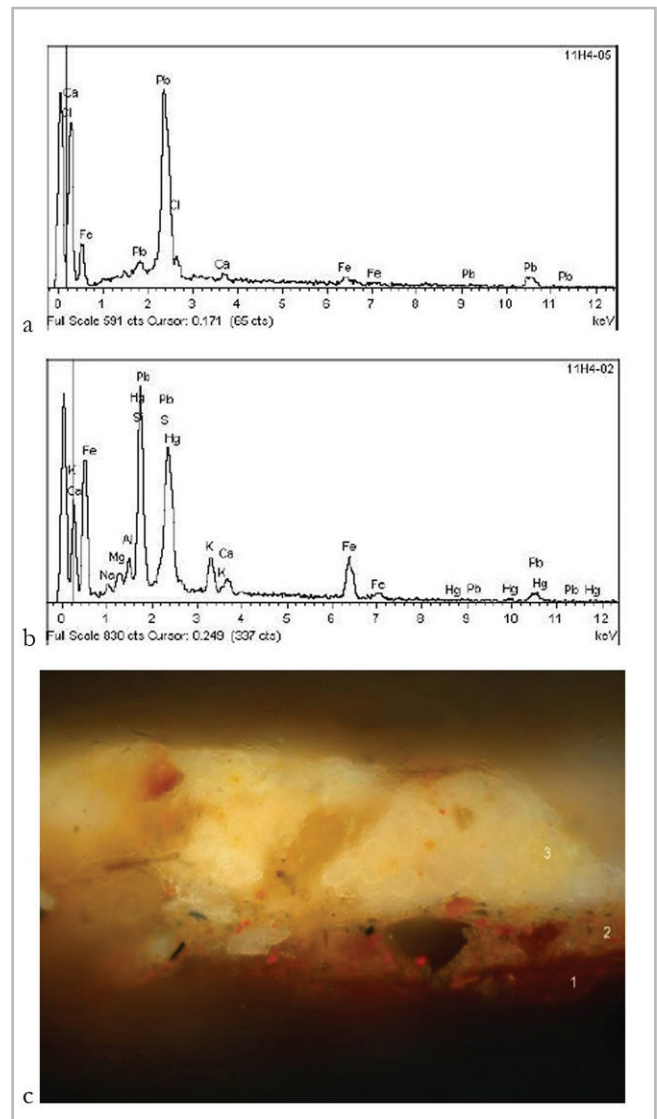 11H4-05
Pb
Ca
Cl
Cl
Fe
Pb
Ca
Fe
Fe
Pb
Pb
Pb
0 1 2 3 4 5 6 7 8 9 10 11 12
a Full Scale 591 cts Cursor: 0.171 (65 cts) keV
11H4-02
Pb
Hg
Pb
Si
S
Hg
Fe
K
Ca
Al
Mg
Na
K
Ca
K
Fe
Fe
Hg
Pb
Hg
Pb
Hg
Pb
Hg
0 1 2 3 4 5 6 7 8 9 10 11 12
b Full Scale 830 cts Cursor: 0.249 (337 cts) keV
3
2
1
c